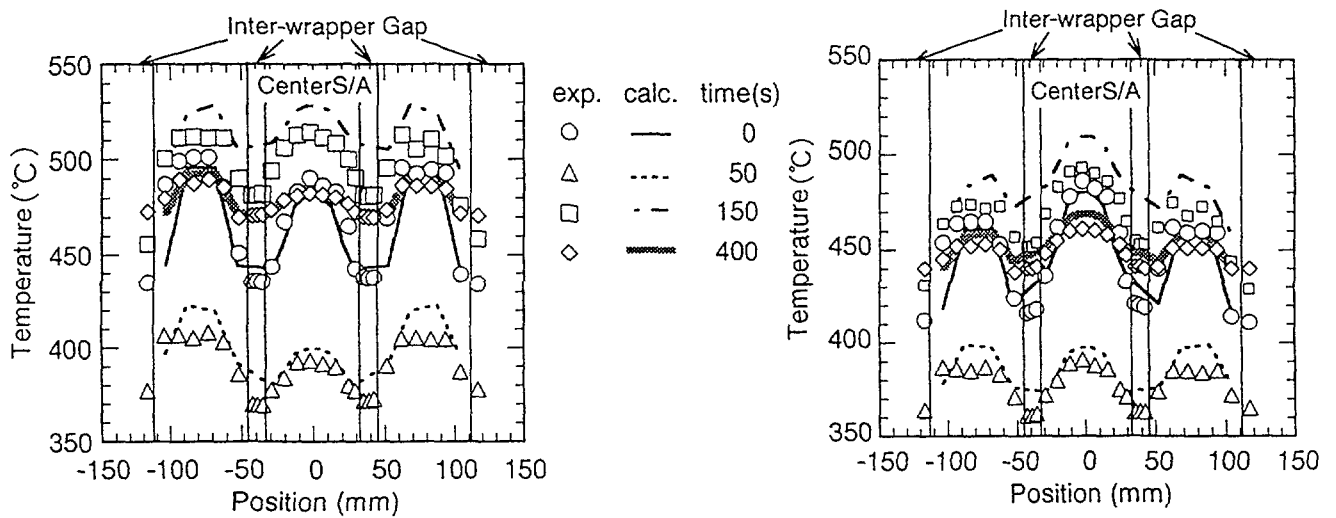 Inter-wrapper Gap
CenterS/A
550
500
450
400
350
-150 -100 -50 0 50 100 150
Temperature (℃)
Position (mm)
exp. calc. time(s)
0
50
150
400
Inter-wrapper Gap
CenterS/A
550
500
450
400
350
-150 -100 -50 0 50 100 150
Temperature (℃)
Position (mm)